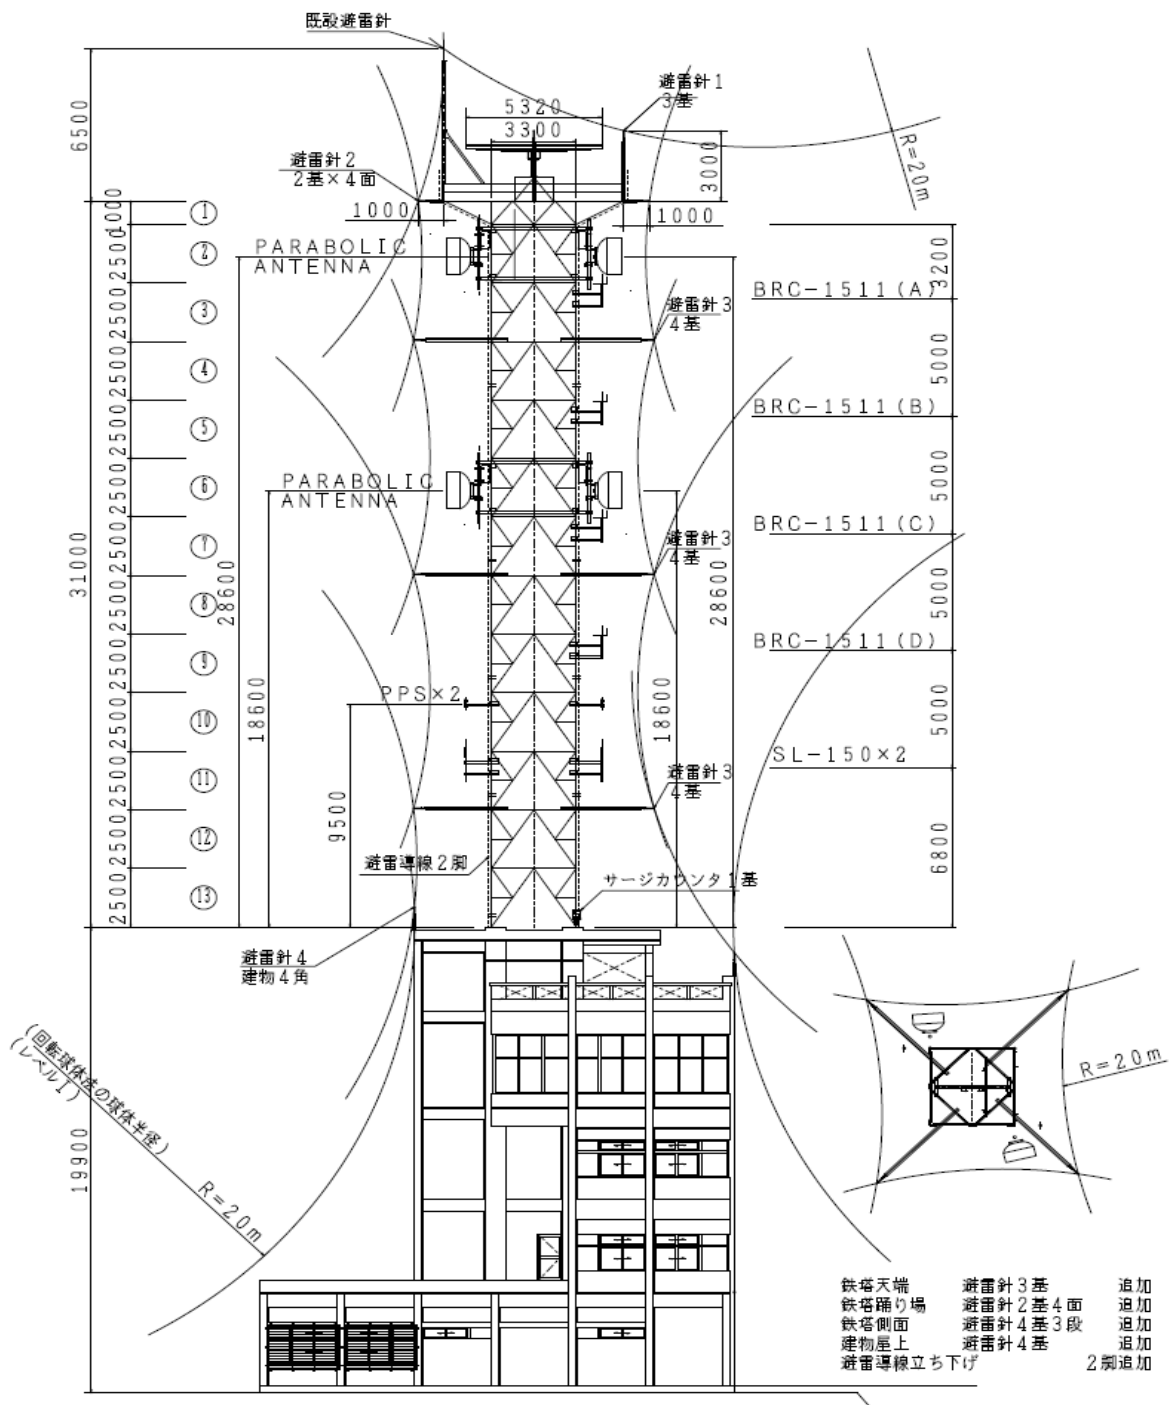 既設避雷針
避雷針1
3基
5320
3300
6500
避雷針2
2基×4面
3000
R=20m
1000
1000
1000
①
2500
②
PARABOLIC
ANTENNA
3200
BRC-1511(A)
2500
③
避雷針3
4基
2500
④
5000
BRC-1511(B)
2500
⑤
2500
⑥
PARABOLIC
ANTENNA
5000
BRC-1511(C)
2500
⑦
避雷針3
4基
31000
28600
28600
2500
⑧
5000
BRC-1511(D)
2500
⑨
PPS×2
18600
18600
2500
⑩
5000
SL-150×2
2500
⑪
避雷針3
4基
9500
2500
⑫
避雷導線2脚
6800
サージカウンタ1基
2500
⑬
避雷針4
建物4角
(回転球体法の球体半径)
(レベルI)
R=20m
19900
R=20m
鉄塔天端 避雷針3基 追加
鉄塔踊り場 避雷針2基4面 追加
鉄塔側面 避雷針4基3段 追加
建物屋上 避雷針4基 追加
避雷導線立ち下げ 2脚追加